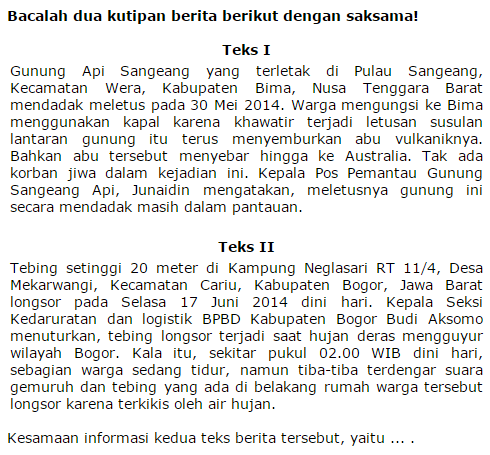 Bacalah dua kutipan berita berikut dengan saksama!
Teks I
Gunung Api Sangeang yang terletak di Pulau Sangeang,
Kecamatan Wera, Kabupaten Bima, Nusa Tenggara Barat
mendadak meletus pada 30 Mei 2014. Warga mengungsi ke Bima
menggunakan kapal karena khawatir terjadi letusan susulan
lantaran gunung itu terus menyemburkan abu vulkaniknya.
Bahkan abu tersebut menyebar hingga ke Australia. Tak ada
korban jiwa dalam kejadian ini. Kepala Pos Pemantau Gunung
Sangeang Api, Junaidin mengatakan, meletusnya gunung ini
secara mendadak masih dalam pantauan.
Teks II
Tebing setinggi 20 meter di Kampung Neglasari RT 11/4, Desa
Mekarwangi, Kecamatan Cariu, Kabupaten Bogor, Jawa Barat
longsor pada Selasa 17 Juni 2014 dini hari. Kepala Seksi
Kedaruratan dan logistik BPBD Kabupaten Bogor Budi Aksomo
menuturkan, tebing longsor terjadi saat hujan deras mengguyur
wilayah Bogor. Kala itu, sekitar pukul 02.00 WIB dini hari,
sebagian warga sedang tidur, namun tiba-tiba terdengar suara
gemuruh dan tebing yang ada di belakang rumah warga tersebut
longsor karena terkikis oleh air hujan.
Kesamaan informasi kedua teks berita tersebut, yaitu ... .